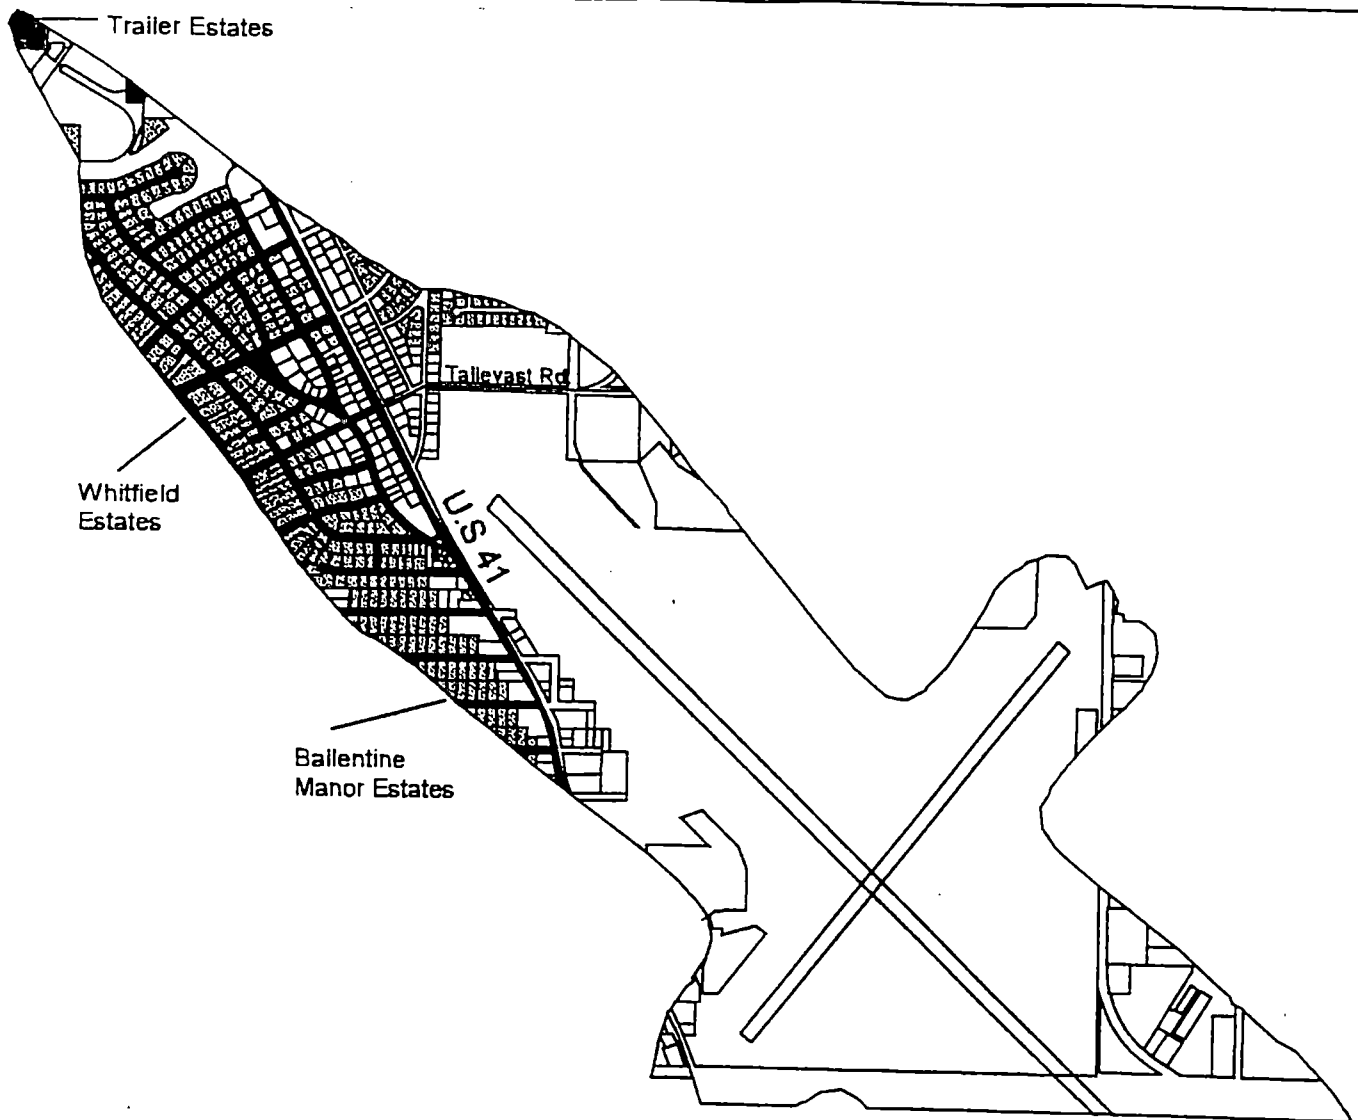 Trailer Estates
Tallevast Rd
Whitfield
Estates
U.S 41
Ballentine
Manor Estates